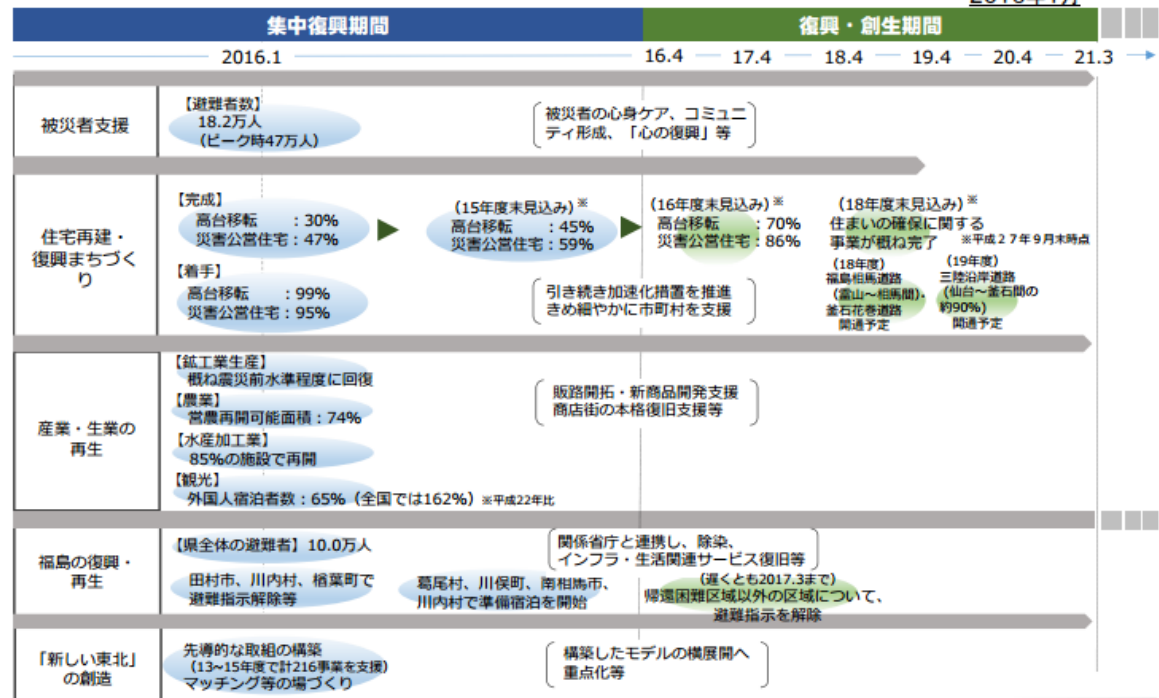 集中復興期間
復興・創生期間
2016.1
16.4
17.4
18.4
19.4
20.4
21.3
被災者支援
【避難者数】
18.2万人
(ピーク時47万人)
被災者の心身ケア、コミュニ
ティ形成、「心の復興」等
住宅再建・
復興まちづく
り
【完成】
高台移転 :30%
災害公営住宅:47%
(15年度末見込み)※
高台移転 :45%
災害公営住宅:59%
(16年度末見込み)※
高台移転 :70%
災害公営住宅:86%
(18年度末見込み)※
住まいの確保に関する
事業が概ね完了 ※平成27年9月末時点
【着手】
高台移転 :99%
災害公営住宅:95%
引き続き加速化措置を推進
きめ細やかに市町村を支援
(18年度)
福島相馬道路
(霊山~相馬間)・
釜石花巻道路
開通予定
(19年度)
三陸沿岸道路
(仙台~釜石間の
約90%)
開通予定
産業・生業の
再生
【鉱工業生産】
概ね震災前水準程度に回復
【農業】
営農再開可能面積:74%
【水産加工業】
85%の施設で再開
【観光】
外国人宿泊者数:65%(全国では162%)※平成22年比
販路開拓・新商品開発支援
商店街の本格復旧支援等
福島の復興・
再生
【県全体の避難者】10.0万人
田村市、川内村、楢葉町で
避難指示解除等
葛尾村、川俣町、南相馬市、
川内村で準備宿泊を開始
関係省庁と連携し、除染、
インフラ・生活関連サービス復旧等
(遅くとも2017.3まで)
帰還困難区域以外の区域について、
避難指示を解除
「新しい東北」
の創造
先導的な取組の構築
(13~15年度で計216事業を支援)
マッチング等の場づくり
構築したモデルの横展開へ
重点化等